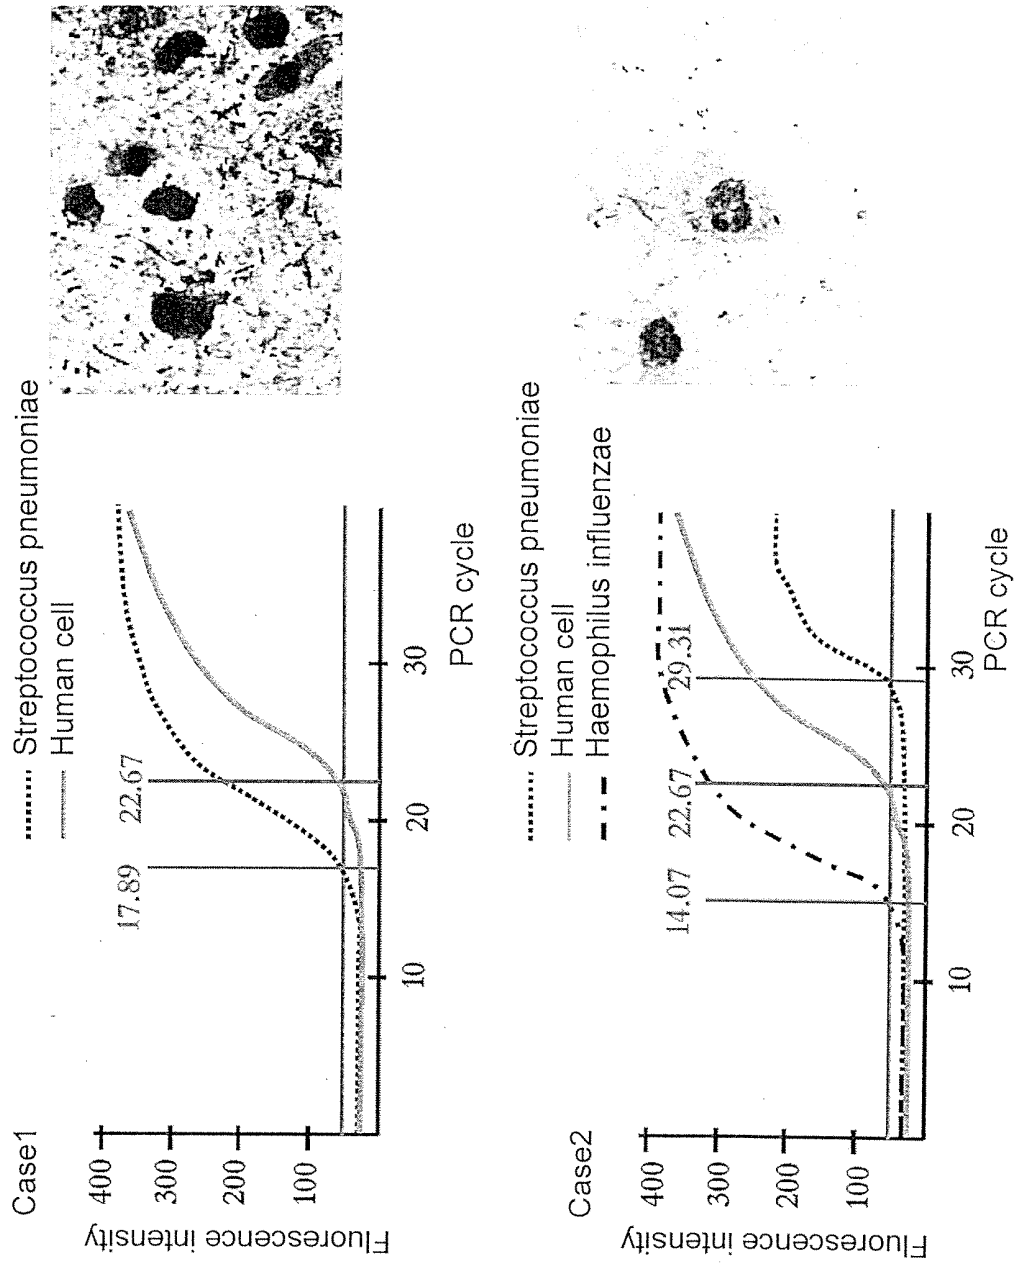 Case1
Streptococcus pneumoniae
Human cell
17.89
22.67
400
300
200
100
Fluorescence intensity
10
20
30
PCR cycle
Case2
Streptococcus pneumoniae
Human cell
Haemophilus influenzae
14.07
22.67
29.31
400
300
200
100
Fluorescence intensity
10
20
30
PCR cycle